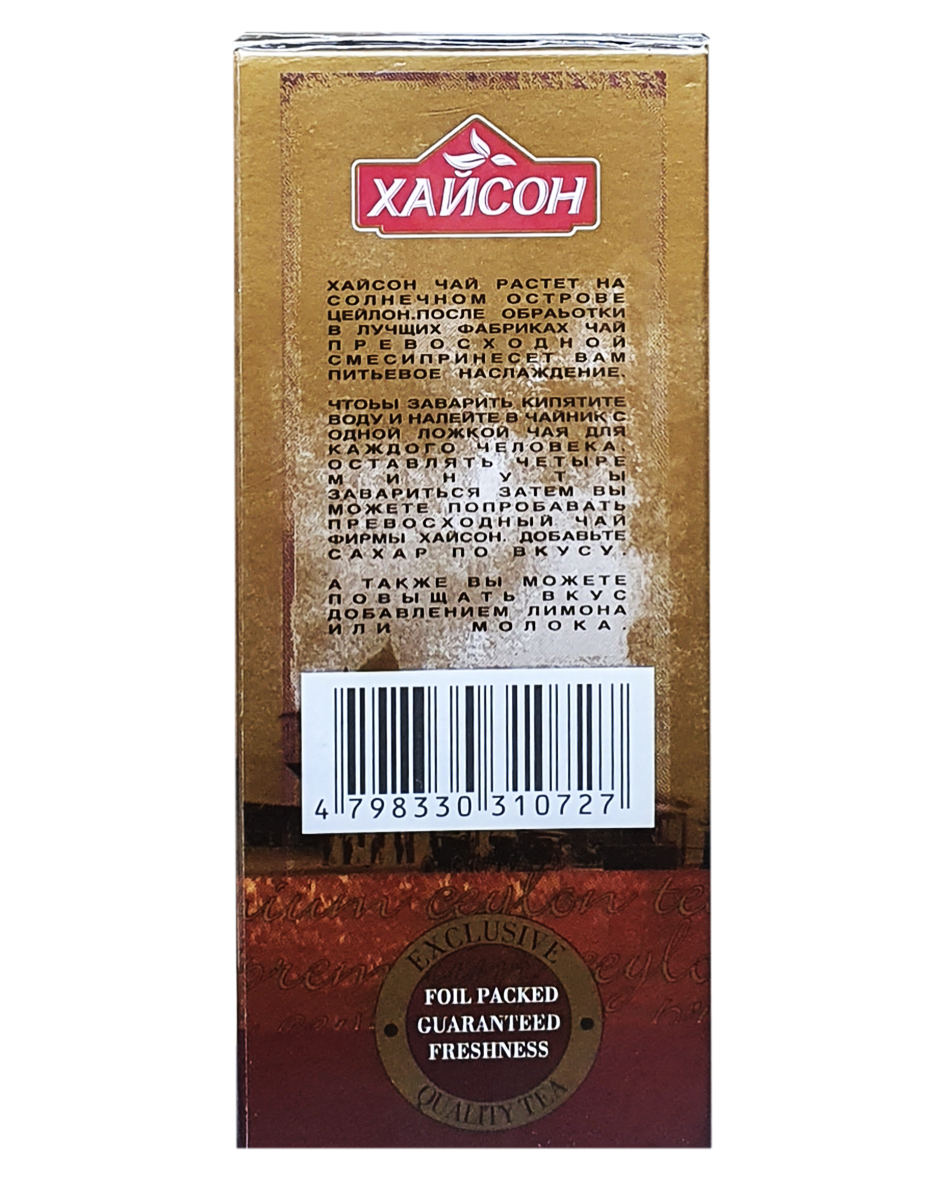 ХАЙСОН
ХАЙСОН ЧАЙ РАСТЕТ НА
СОЛНЕЧНОМ ОСТРОВЕ
ЦЕЙЛОН.ПОСЛЕ ОБРАЬОТКИ
В ЛУЧЩИХ ФАБРИКАХ ЧАЙ
ПРЕВОСХОДНОЙ
СМЕСИПРИНЕСЕТ ВАМ
ПИТЬЕВОЕ НАСЛАЖДЕНИЕ.
ЧТОЬЫ ЗАВАРИТЬ КИПЯТИТЕ
ВОДУ И НАЛЕЙТЕ В ЧАЙНИК С
ОДНОЙ ЛОЖКОЙ ЧАЯ ДЛЯ
КАЖДОГО ЧЕЛОВЕКА.
ОСТАВЛЯТЬ ЧЕТЫРЕ
МИНУТЫ
ЗАВАРИТЬСЯ ЗАТЕМ ВЫ
МОЖЕТЕ ПОПРОБАВАТЬ
ПРЕВОСХОДНЫЙ ЧАЙ
ФИРМЫ ХАЙСОН. ДОБАВЬТЕ
САХАР ПО ВКУСУ.
А ТАКЖЕ ВЫ МОЖЕТЕ
ПОВЫЩАТЬ ВКУС
ДОБАВЛЕНИЕМ ЛИМОНА
ИЛИ МОЛОКА.
4 798330 310727
ceylon
EXCLUSIVE
FOIL PACKED
GUARANTEED
FRESHNESS
QUALITY TEA